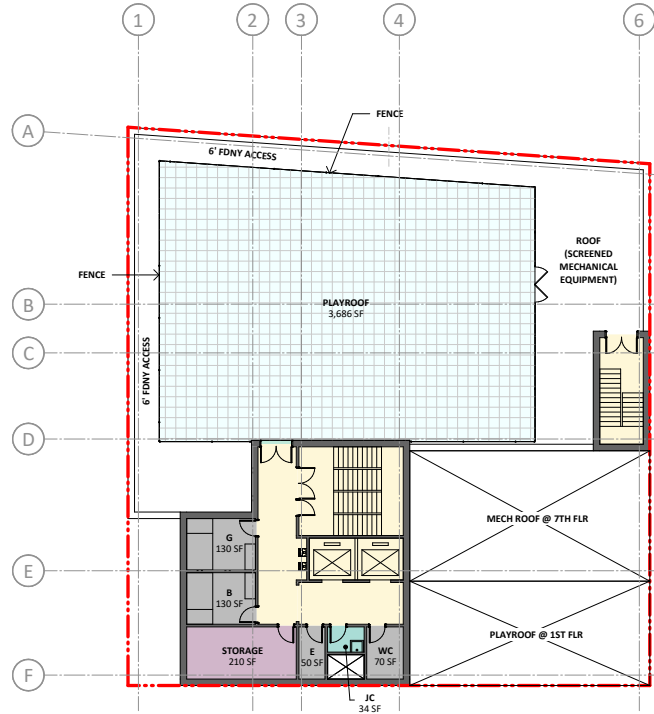 1
2
3
4
6
A
FENCE
6' FDNY ACCESS
ROOF
(SCREENED
MECHANICAL
EQUIPMENT)
FENCE
B
PLAYROOF
3,686 SF
C
6' FDNY ACCESS
D
MECH ROOF @ 7TH FLR
G
130 SF
E
B
130 SF
PLAYROOF @ 1ST FLR
STORAGE
210 SF
E
50 SF
WC
70 SF
F
JC
34 SF